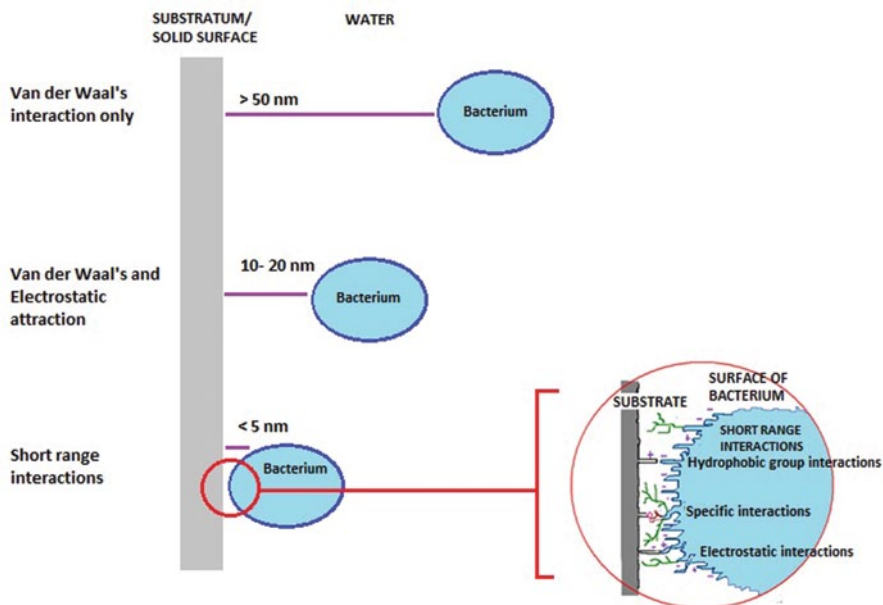 SUBSTRATUM/
SOLID SURFACE
WATER
Van der Waal's
interaction only
> 50 nm
Bacterium
Van der Waal's and
Electrostatic
attraction
10- 20 nm
Bacterium
Short range
interactions
< 5 nm
Bacterium
SUBSTRATE
SURFACE OF
BACTERIUM
SHORT RANGE
INTERACTIONS
Hydrophobic group interactions
Specific interactions
Electrostatic interactions